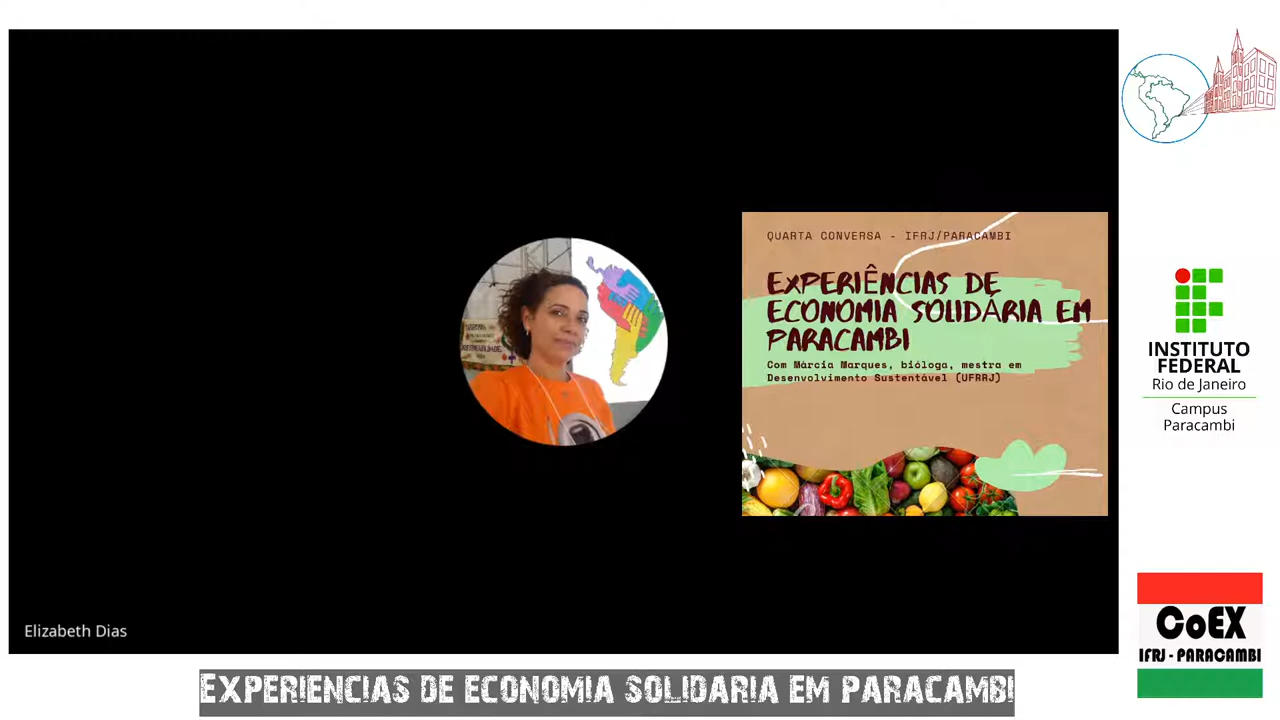 QUARTA CONVERSA - IFRJ/PARACAMBI
EXPERIÊNCIAS DE
ECONOMIA SOLIDÁRIA EM
PARACAMBI
Com Márcia Marques, bióloga, mestra em
Desenvolvimento Sustentável (UFRRJ)
INSTITUTO
FEDERAL
Rio de Janeiro
Campus
Paracambi
CoEX
IFRJ - PARACAMBI
Elizabeth Dias
EXPERIENCIAS DE ECONOMIA SOLIDARIA EM PARACAMBI